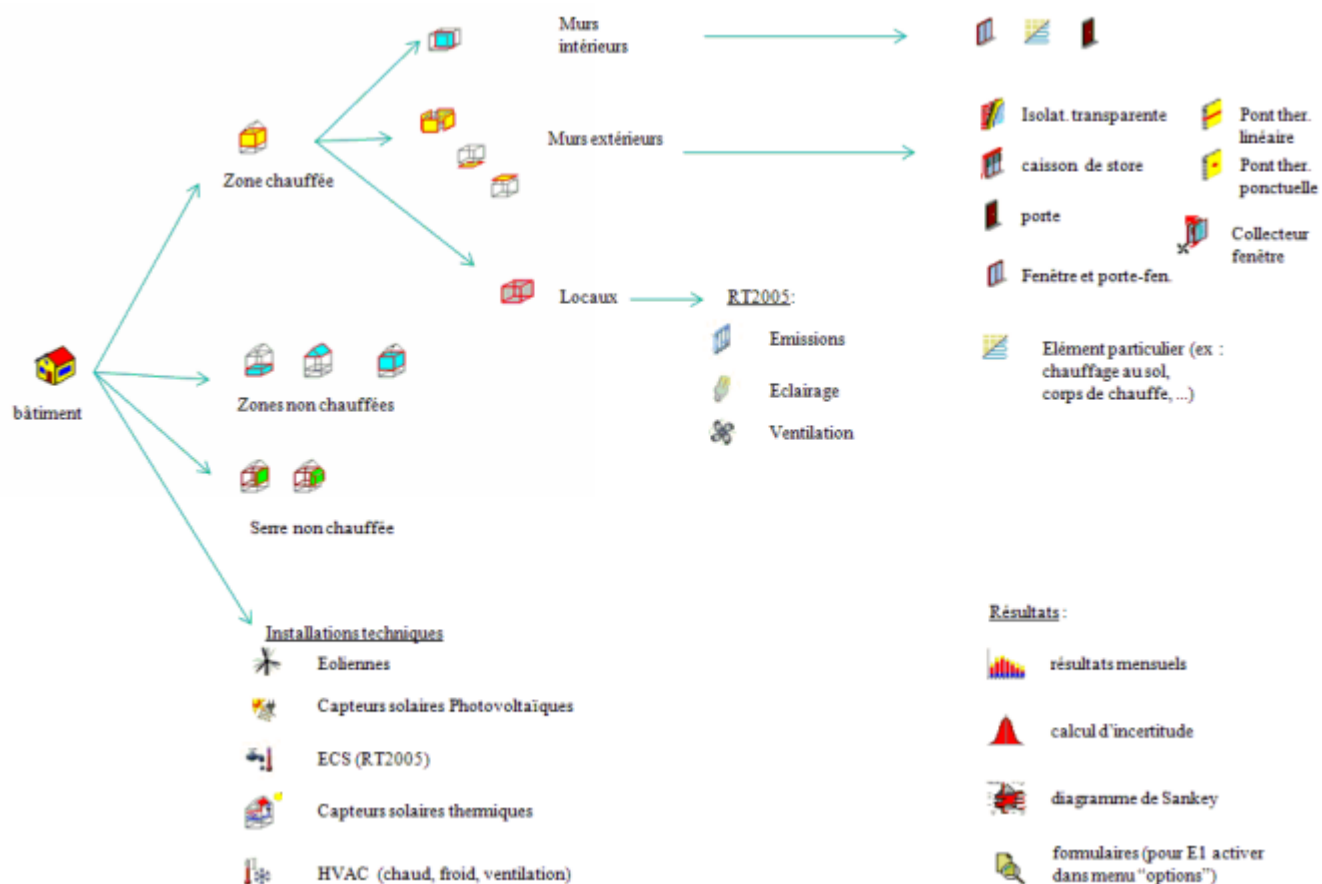 Murs
intérieurs
Isolat. transparente
Pont ther.
linéaire
Murs extérieurs
caisson de store
Pont ther.
ponctuelle
Zone chauffée
porte
Collecteur
fenêtre
Fenêtre et porte-fen.
Locaux
RT2005:
Emissions
Elément particulier (ex :
chauffage au sol,
corps de chauffe, ...)
Eclairage
Ventilation
bâtiment
Zones non chauffées
Serre non chauffée
Installations techniques
Eoliennes
Capteurs solaires Photovoltaïques
ECS (RT2005)
Capteurs solaires thermiques
HVAC (chaud, froid, ventilation)
Résultats :
résultats mensuels
calcul d'incertitude
diagramme de Sankey
formulaires (pour E1 activer
dans menu "options")